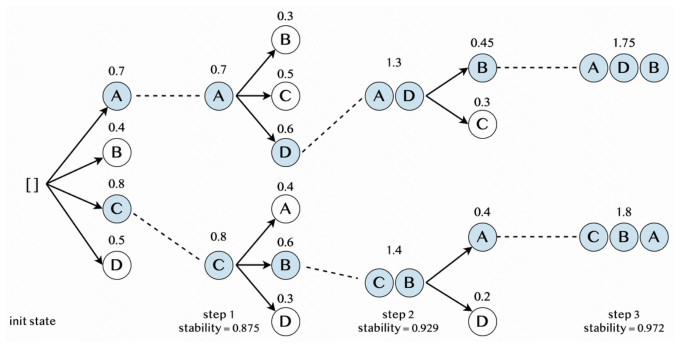 0.3
B
0.7
0.7
0.5
A
A
C
0.4
0.6
B
D
[ ]
0.8
C
0.5
D
1.3
A D
0.45
B
0.3
C
1.75
A D B
0.4
A
0.8
0.6
C
B
0.3
D
1.4
C B
0.4
A
0.2
D
1.8
C B A
init state
step 1
stability = 0.875
step 2
stability = 0.929
step 3
stability = 0.972